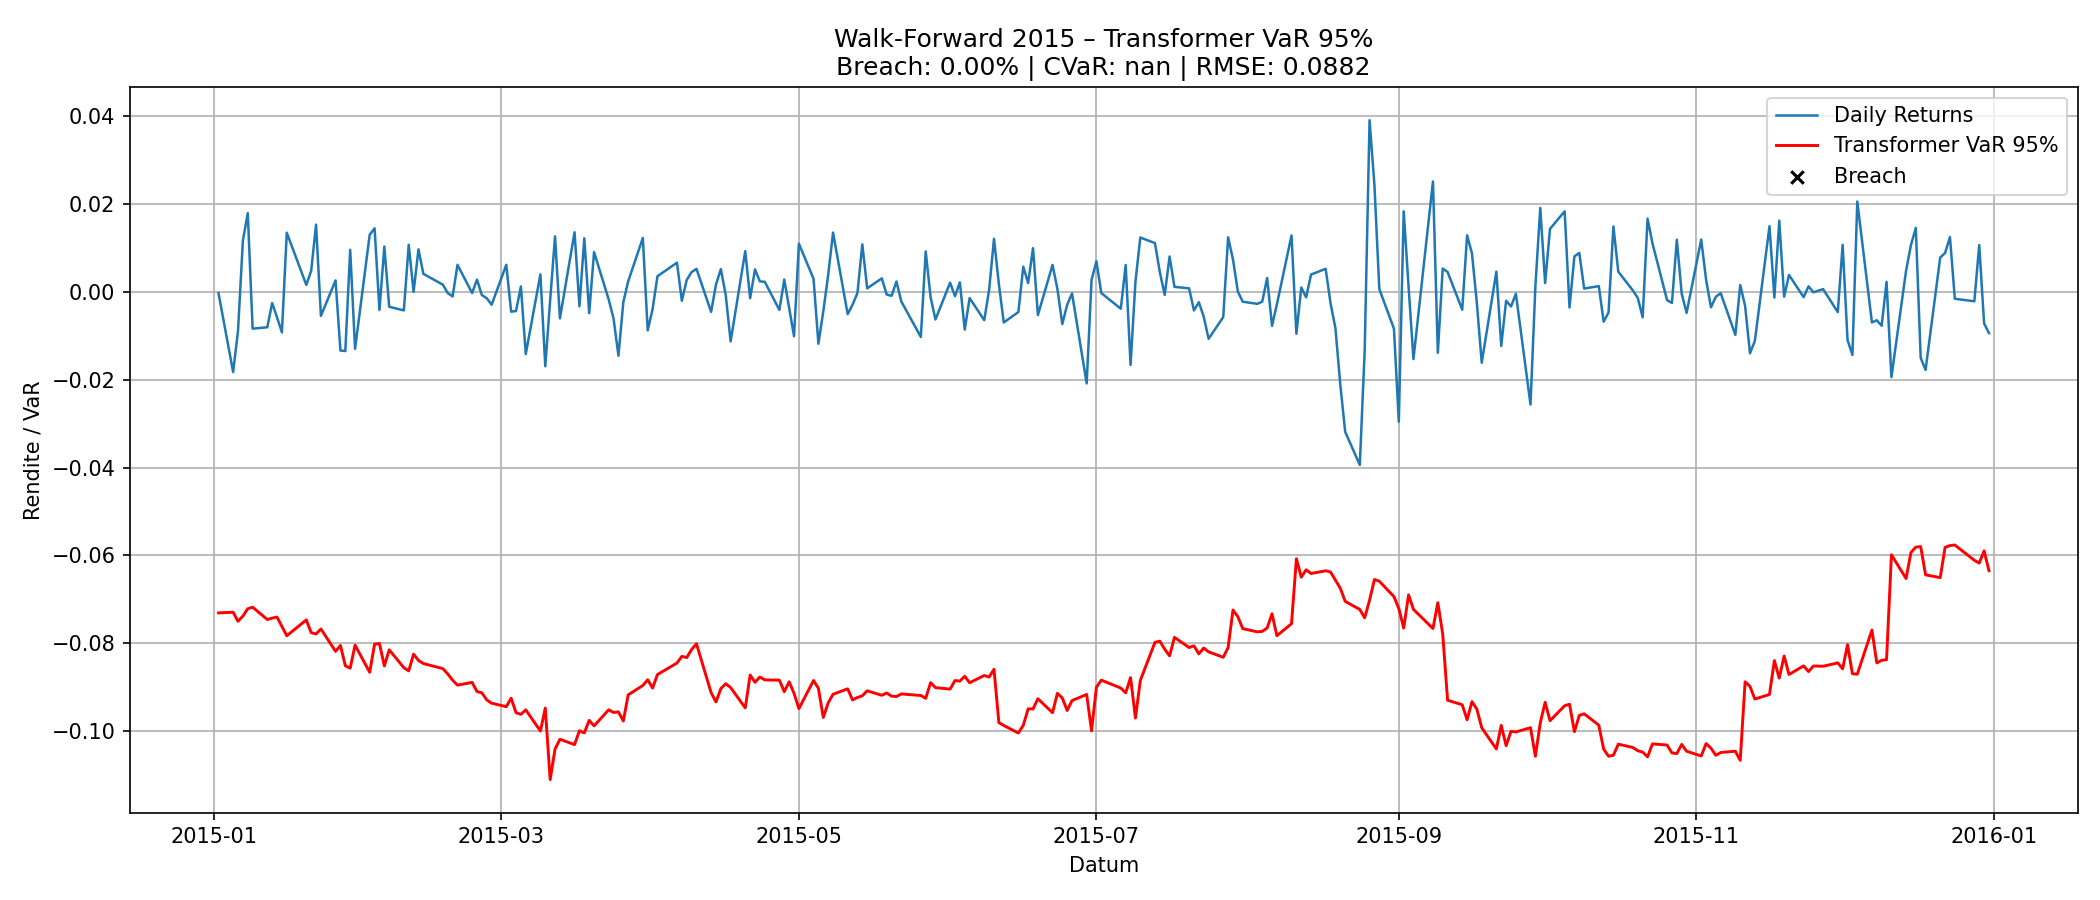 Walk-Forward 2015 – Transformer VaR 95%
Breach: 0.00% | CVaR: nan | RMSE: 0.0882
Daily Returns
Transformer VaR 95%
Breach
Rendite / VaR
0.04
0.02
0.00
−0.02
−0.04
−0.06
−0.08
−0.10
2015-01
2015-03
2015-05
2015-07
2015-09
2015-11
2016-01
Datum